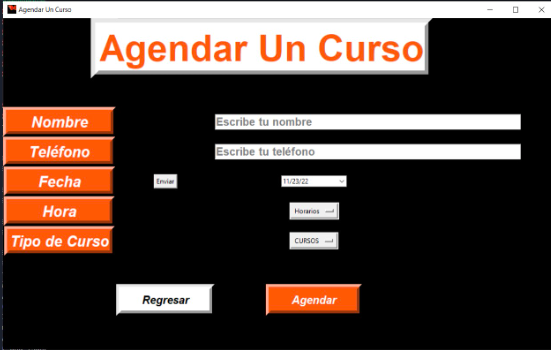 Agendar Un Curso
Agendar Un Curso
Nombre
Escribe tu nombre
Teléfono
Escribe tu teléfono
Fecha
Enviar
11/23/22
Hora
Horarios
Tipo de Curso
CURSOS
Regresar
Agendar